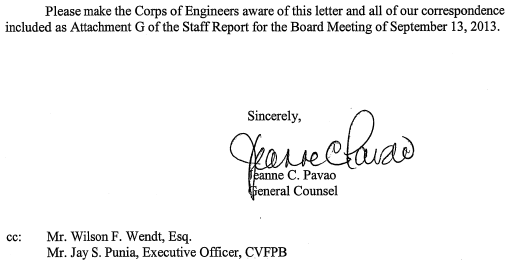 Please make the Corps of Engineers aware of this letter and all of our correspondence
included as Attachment G of the Staff Report for the Board Meeting of September 13, 2013.
Sincerely,
Jeanne C Pavao
Jeanne C. Pavao
General Counsel
cc: Mr. Wilson F. Wendt, Esq.
Mr. Jay S. Punia, Executive Officer, CVFPB